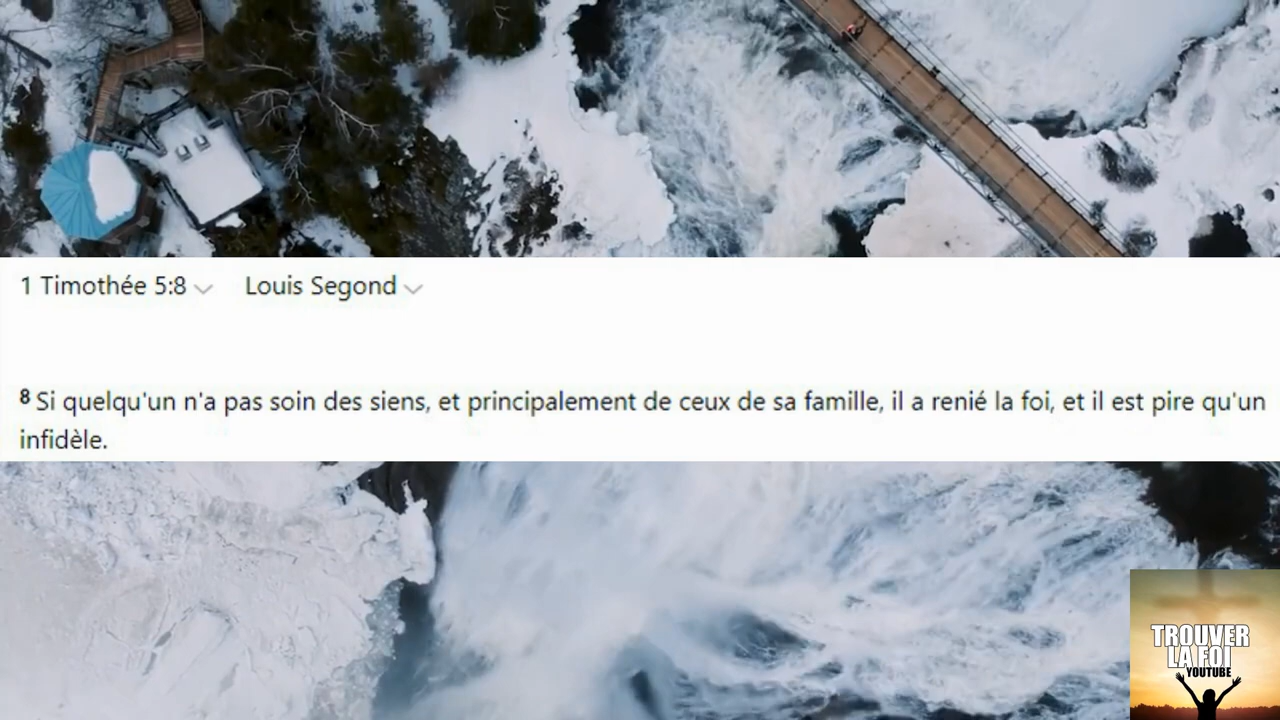 1 Timothée 5:8 Louis Segond
8 Si quelqu'un n'a pas soin des siens, et principalement de ceux de sa famille, il a renié la foi, et il est pire qu'un
infidèle.
TROUVER
LA FOI
YOUTUBE